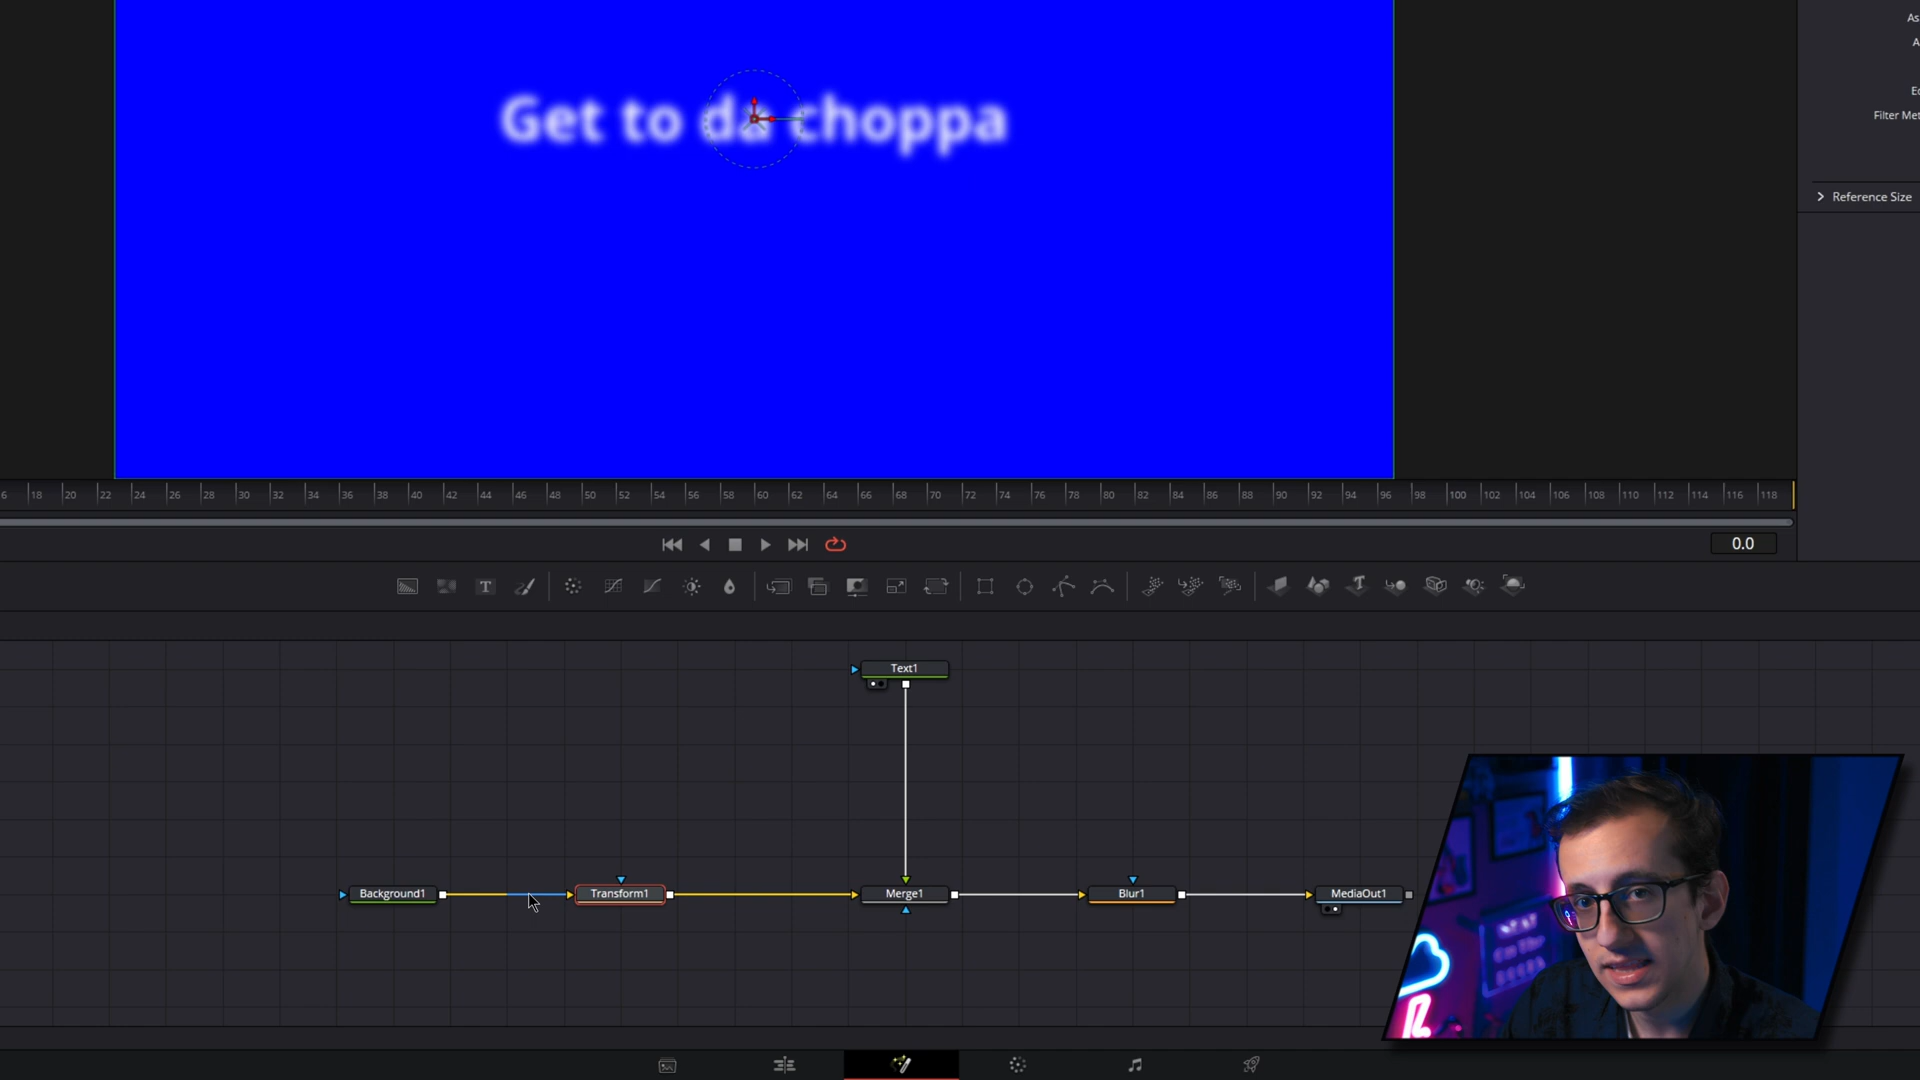 As
A
Get to da choppa
Ec
Filter Met
Reference Size
6 18 20 22 24 26 28 30 32 34 36 38 40 42 44 46 48 50 52 54 56 58 60 62 64 66 68 70 72 74 76 78 80 82 84 86 88 90 92 94 96 98 100 102 104 106 108 110 112 114 116 118
0.0
Text1
Background1 Transform1 Merge1 Blur1 MediaOut1